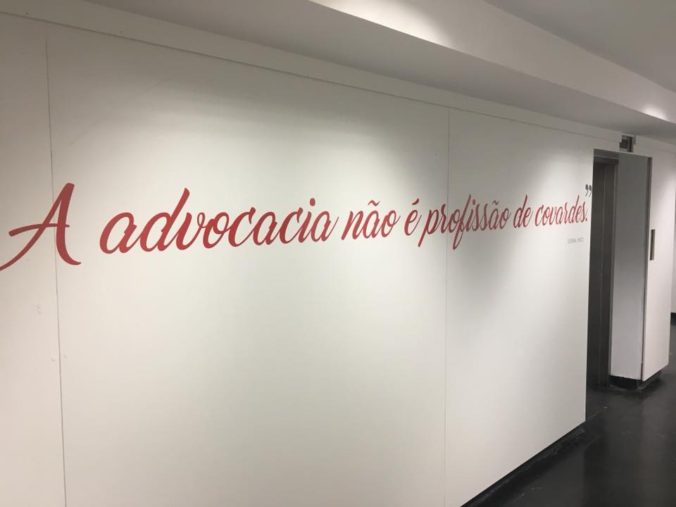 A advocacia não é profissão de covardes.”